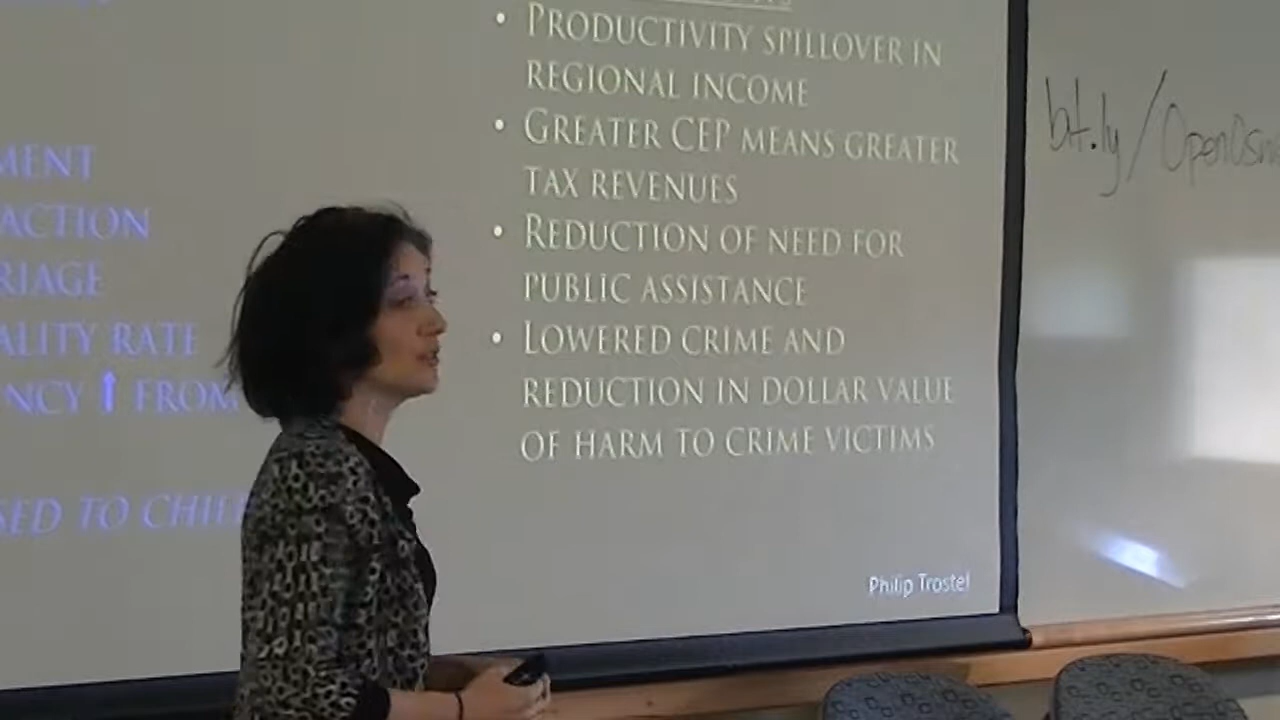 MENT
ACTION
RIAGE
ALITY RATE
NCY ↑ FROM
SED TO CHIL
• PRODUCTIVITY SPILLOVER IN
REGIONAL INCOME
• GREATER CEP MEANS GREATER
TAX REVENUES
• REDUCTION OF NEED FOR
PUBLIC ASSISTANCE
• LOWERED CRIME AND
REDUCTION IN DOLLAR VALUE
OF HARM TO CRIME VICTIMS
Philip Trostel
bit.ly/OpenOsw